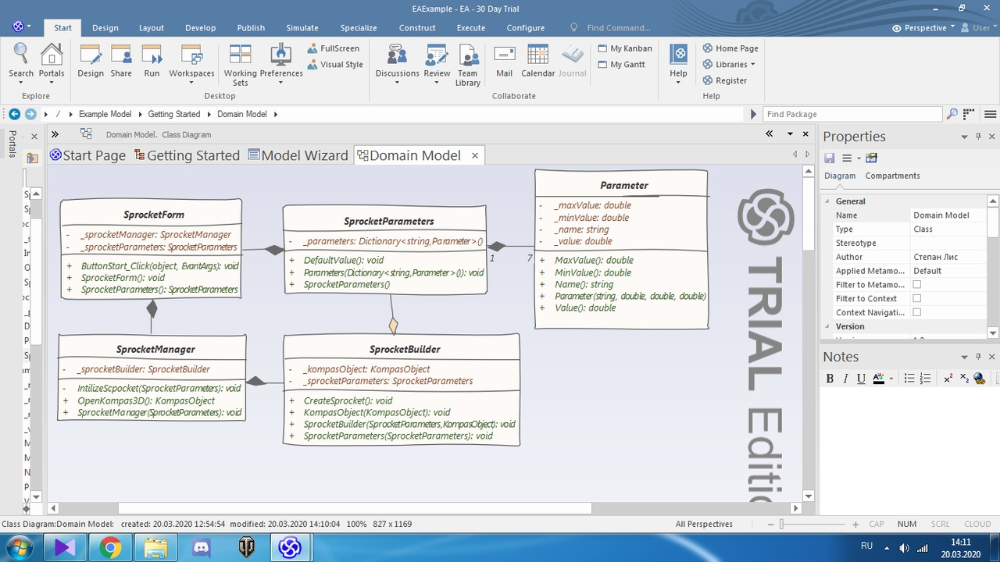 EAExample - EA - 30 Day Trial
Start Design Layout Develop Publish Simulate Specialize Construct Execute Configure Find Command... Perspective User
Search Portals Design Share Run Workspaces Working Sets Preferences FullScreen Visual Style Discussions Review Team Library Mail Calendar Journal My Kanban My Gantt Help Home Page Libraries Register
Explore Desktop Collaborate Help
/ Example Model Getting Started Domain Model Find Package
Portals
Domain Model. Class Diagram
Start Page Getting Started Model Wizard Domain Model
SprocketForm
- _sprocketManager: SprocketManager
- _sprocketParameters: SprocketParameters
+ ButtonStart_Click(object, EvantArgs): void
+ SprocketForm(): void
+ SprocketParameters(): SprocketParameters
SprocketParameters
- _parameters: Dictionary<string,Parameter>()
+ DefaultValue(): void
+ Parameters(Dictionary<string,Parameter>()): void
+ SprocketParameters()
1 7
Parameter
- _maxValue: double
- _minValue: double
- _name: string
- _value: double
+ MaxValue(): double
+ MinValue(): double
+ Name(): string
+ Parameter(string, double, double, double)
+ Value(): double
SprocketManager
- _sprocketBuilder: SprocketBuilder
- IntilizeScpocket(SprocketParameters): void
+ OpenKompas3D(): KompasObject
+ SprocketManager(SprocketParameters): void
SprocketBuilder
- _kompasObject: KompasObject
- _sprocketParameters: SprocketParameters
+ CreateSprocket(): void
+ KompasObject(KompasObject): void
+ SprocketBuilder(SprocketParameters,KompasObject): void
+ SprocketParameters(SprocketParameters): void
TRIAL Editio
Properties
Diagram Compartments
General
Name Domain Model
Type Class
Stereotype
Author Степан Лис
Applied Metamo... Default
Filter to Metamo...
Filter to Context
Context Navigati...
Version
Notes
B I U A
Class Diagram:Domain Model: created: 20.03.2020 12:54:54 modified: 20.03.2020 14:10:04 100% 827 x 1169 All Perspectives CAP NUM SCRL CLOUD
RU 14:11
20.03.2020